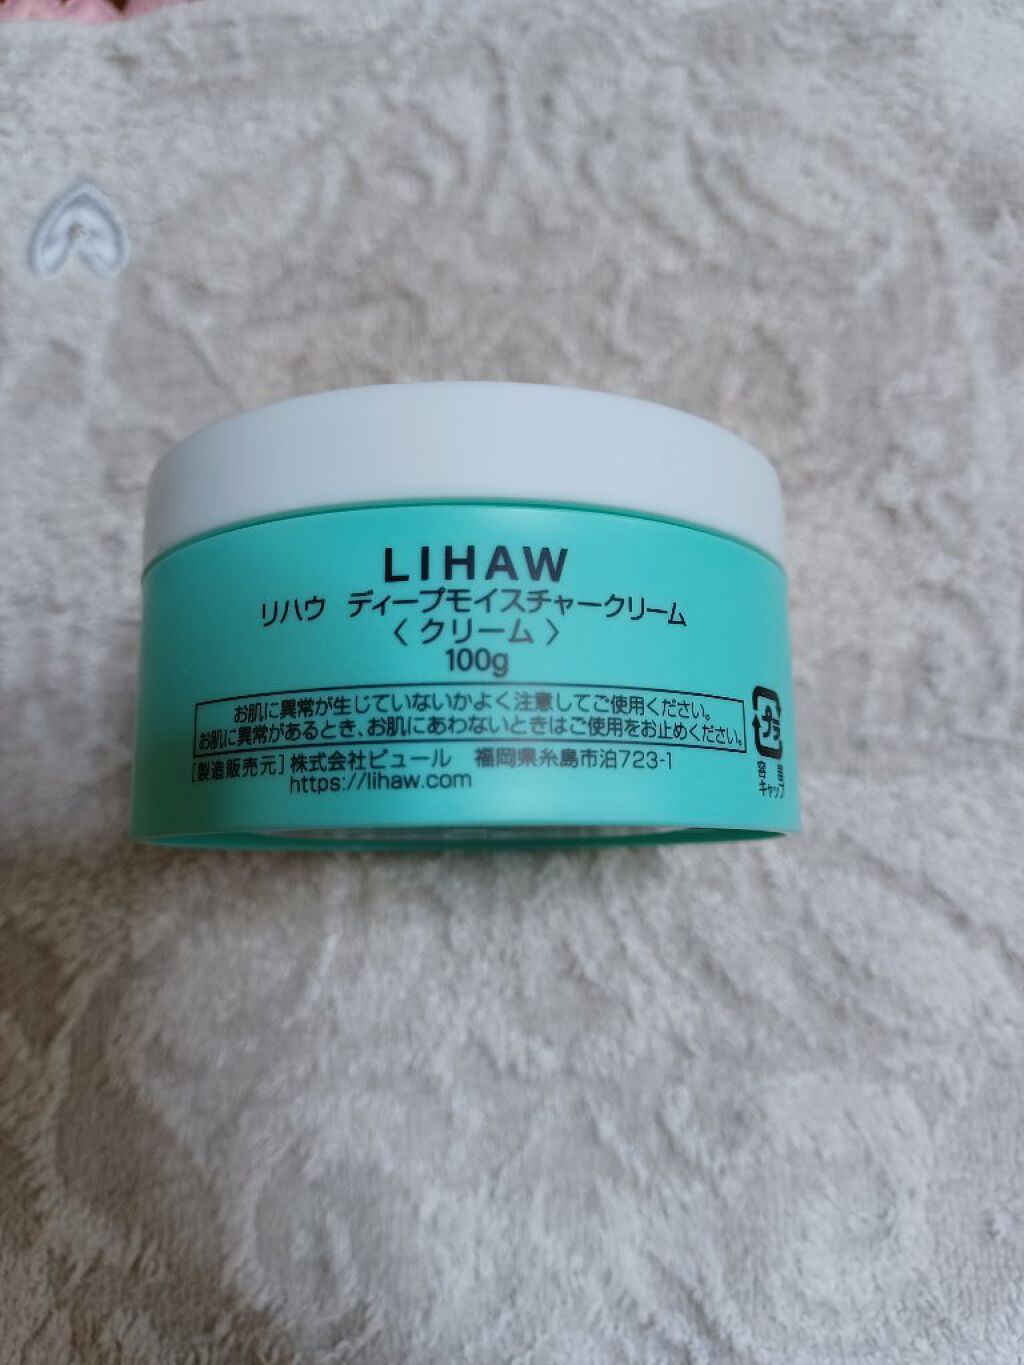 LIHAW
リハウ ディープモイスチャークリーム
〈 クリーム 〉
100g
お肌に異常が生じていないかよく注意してご使用ください。
お肌に異常があるとき、お肌にあわないときはご使用をお止めください。
[製造販売元] 株式会社ピュール 福岡県糸島市泊723-1
https://lihaw.com
プラ
容器
キャップ